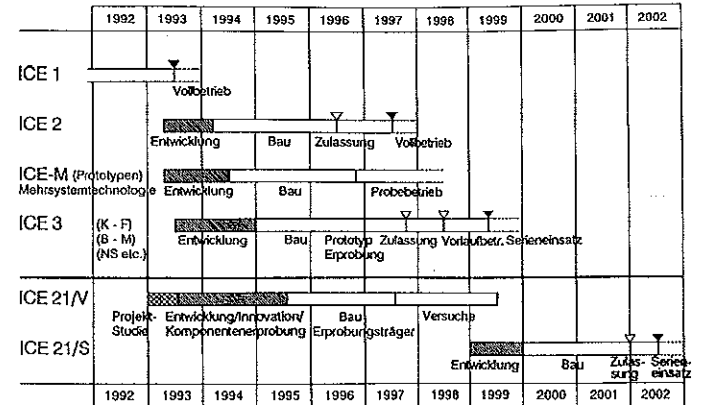 1992 1993 1994 1995 1996 1997 1998 1999 2000 2001 2002
ICE 1
Vollbetrieb
ICE 2
Entwicklung Bau Zulassung Vollbetrieb
ICE-M (Prototypen)
Mehrsystemtechnologie Entwicklung Bau Probebetrieb
ICE 3 (K - F)
(B - M)
(NS etc.)
Entwicklung Bau Prototyp Zulassung Vorlaufbetr. Serieneinsatz
Erprobung
ICE 21/V
Projekt- Entwicklung/Innovation/ Bau Versuche
Studie Komponentenerprobung Erprobungsträger
ICE 21/S
Entwicklung Bau Zulas- Serien-
sung einsatz
1992 1993 1994 1995 1996 1997 1998 1999 2000 2001 2002